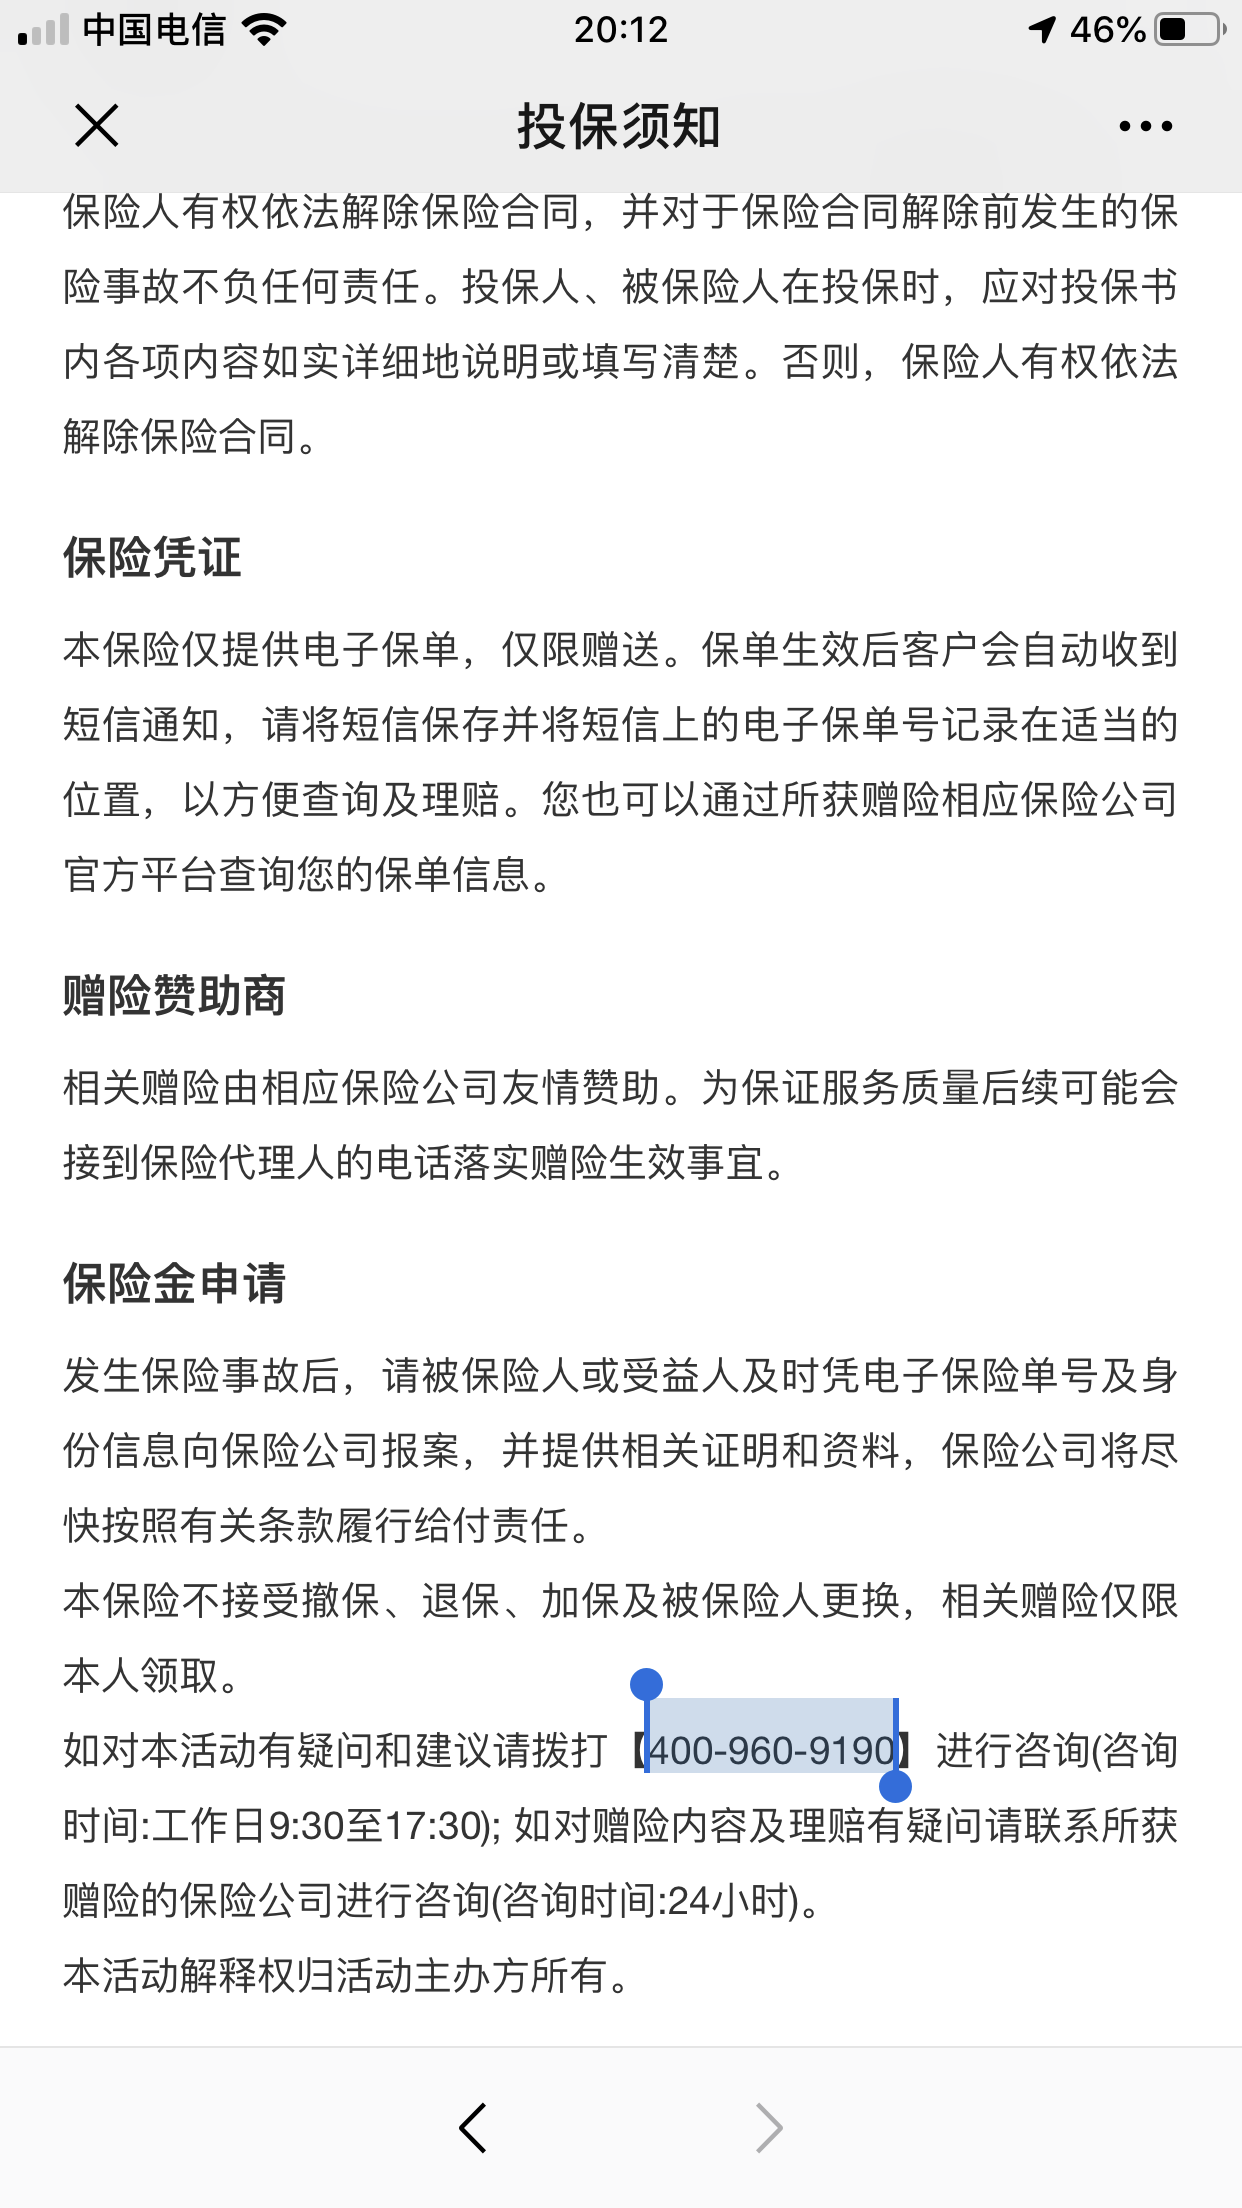 中国电信 20:12 46%
投保须知
保险人有权依法解除保险合同，并对于保险合同解除前发生的保
险事故不负任何责任。投保人、被保险人在投保时，应对投保书
内各项内容如实详细地说明或填写清楚。否则，保险人有权依法
解除保险合同。
保险凭证
本保险仅提供电子保单，仅限赠送。保单生效后客户会自动收到
短信通知，请将短信保存并将短信上的电子保单号记录在适当的
位置，以方便查询及理赔。您也可以通过所获赠险相应保险公司
官方平台查询您的保单信息。
赠险赞助商
相关赠险由相应保险公司友情赞助。为保证服务质量后续可能会
接到保险代理人的电话落实赠险生效事宜。
保险金申请
发生保险事故后，请被保险人或受益人及时凭电子保险单号及身
份信息向保险公司报案，并提供相关证明和资料，保险公司将尽
快按照有关条款履行给付责任。
本保险不接受撤保、退保、加保及被保险人更换，相关赠险仅限
本人领取。
如对本活动有疑问和建议请拨打【400-960-9190】进行咨询(咨询
时间:工作日9:30至17:30); 如对赠险内容及理赔有疑问请联系所获
赠险的保险公司进行咨询(咨询时间:24小时)。
本活动解释权归活动主办方所有。